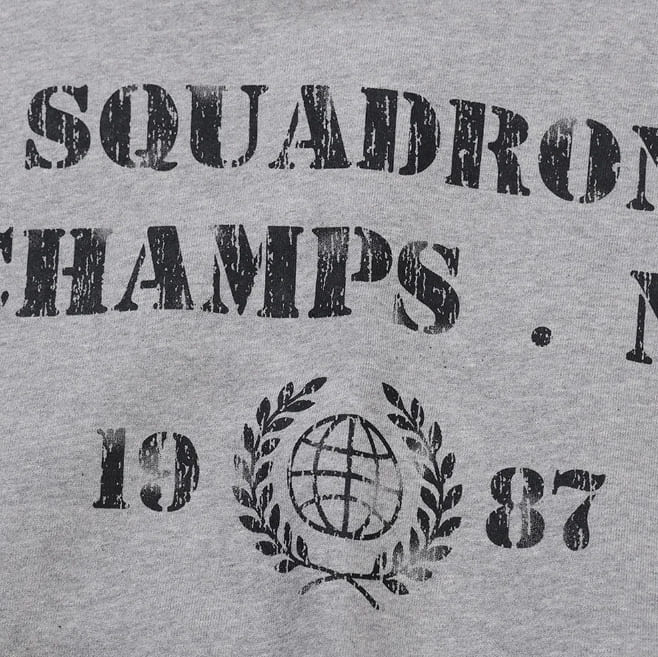 SQUADRON
CHAMPS .
19 87